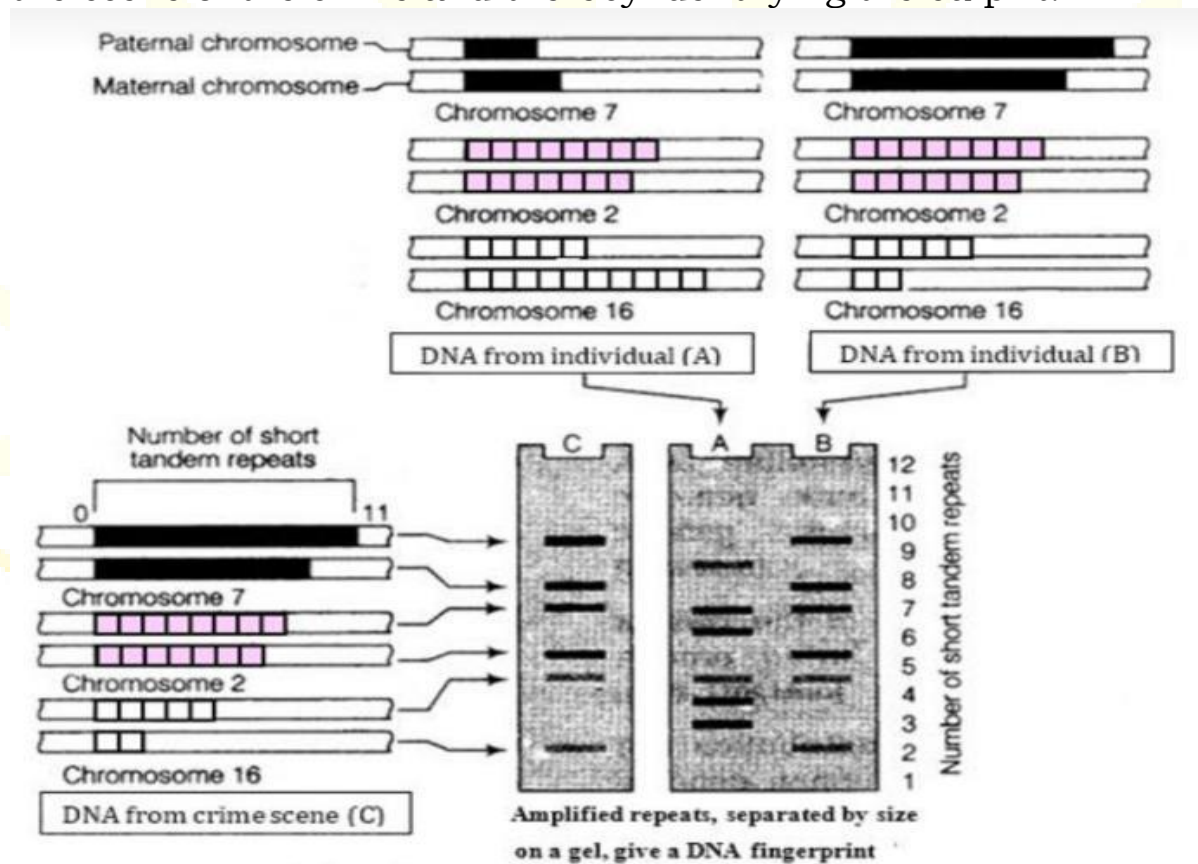 Paternal chromosome
Maternal chromosome
Chromosome 7
Chromosome 7
Chromosome 2
Chromosome 2
Chromosome 16
Chromosome 16
DNA from individual (A)
DNA from individual (B)
Number of short
tandem repeats
0
11
Chromosome 7
Chromosome 2
Chromosome 16
DNA from crime scene (C)
C
A
B
12
11
10
9
8
7
6
5
4
3
2
1
Number of short tandem repeats
Amplified repeats, separated by size
on a gel, give a DNA fingerprint